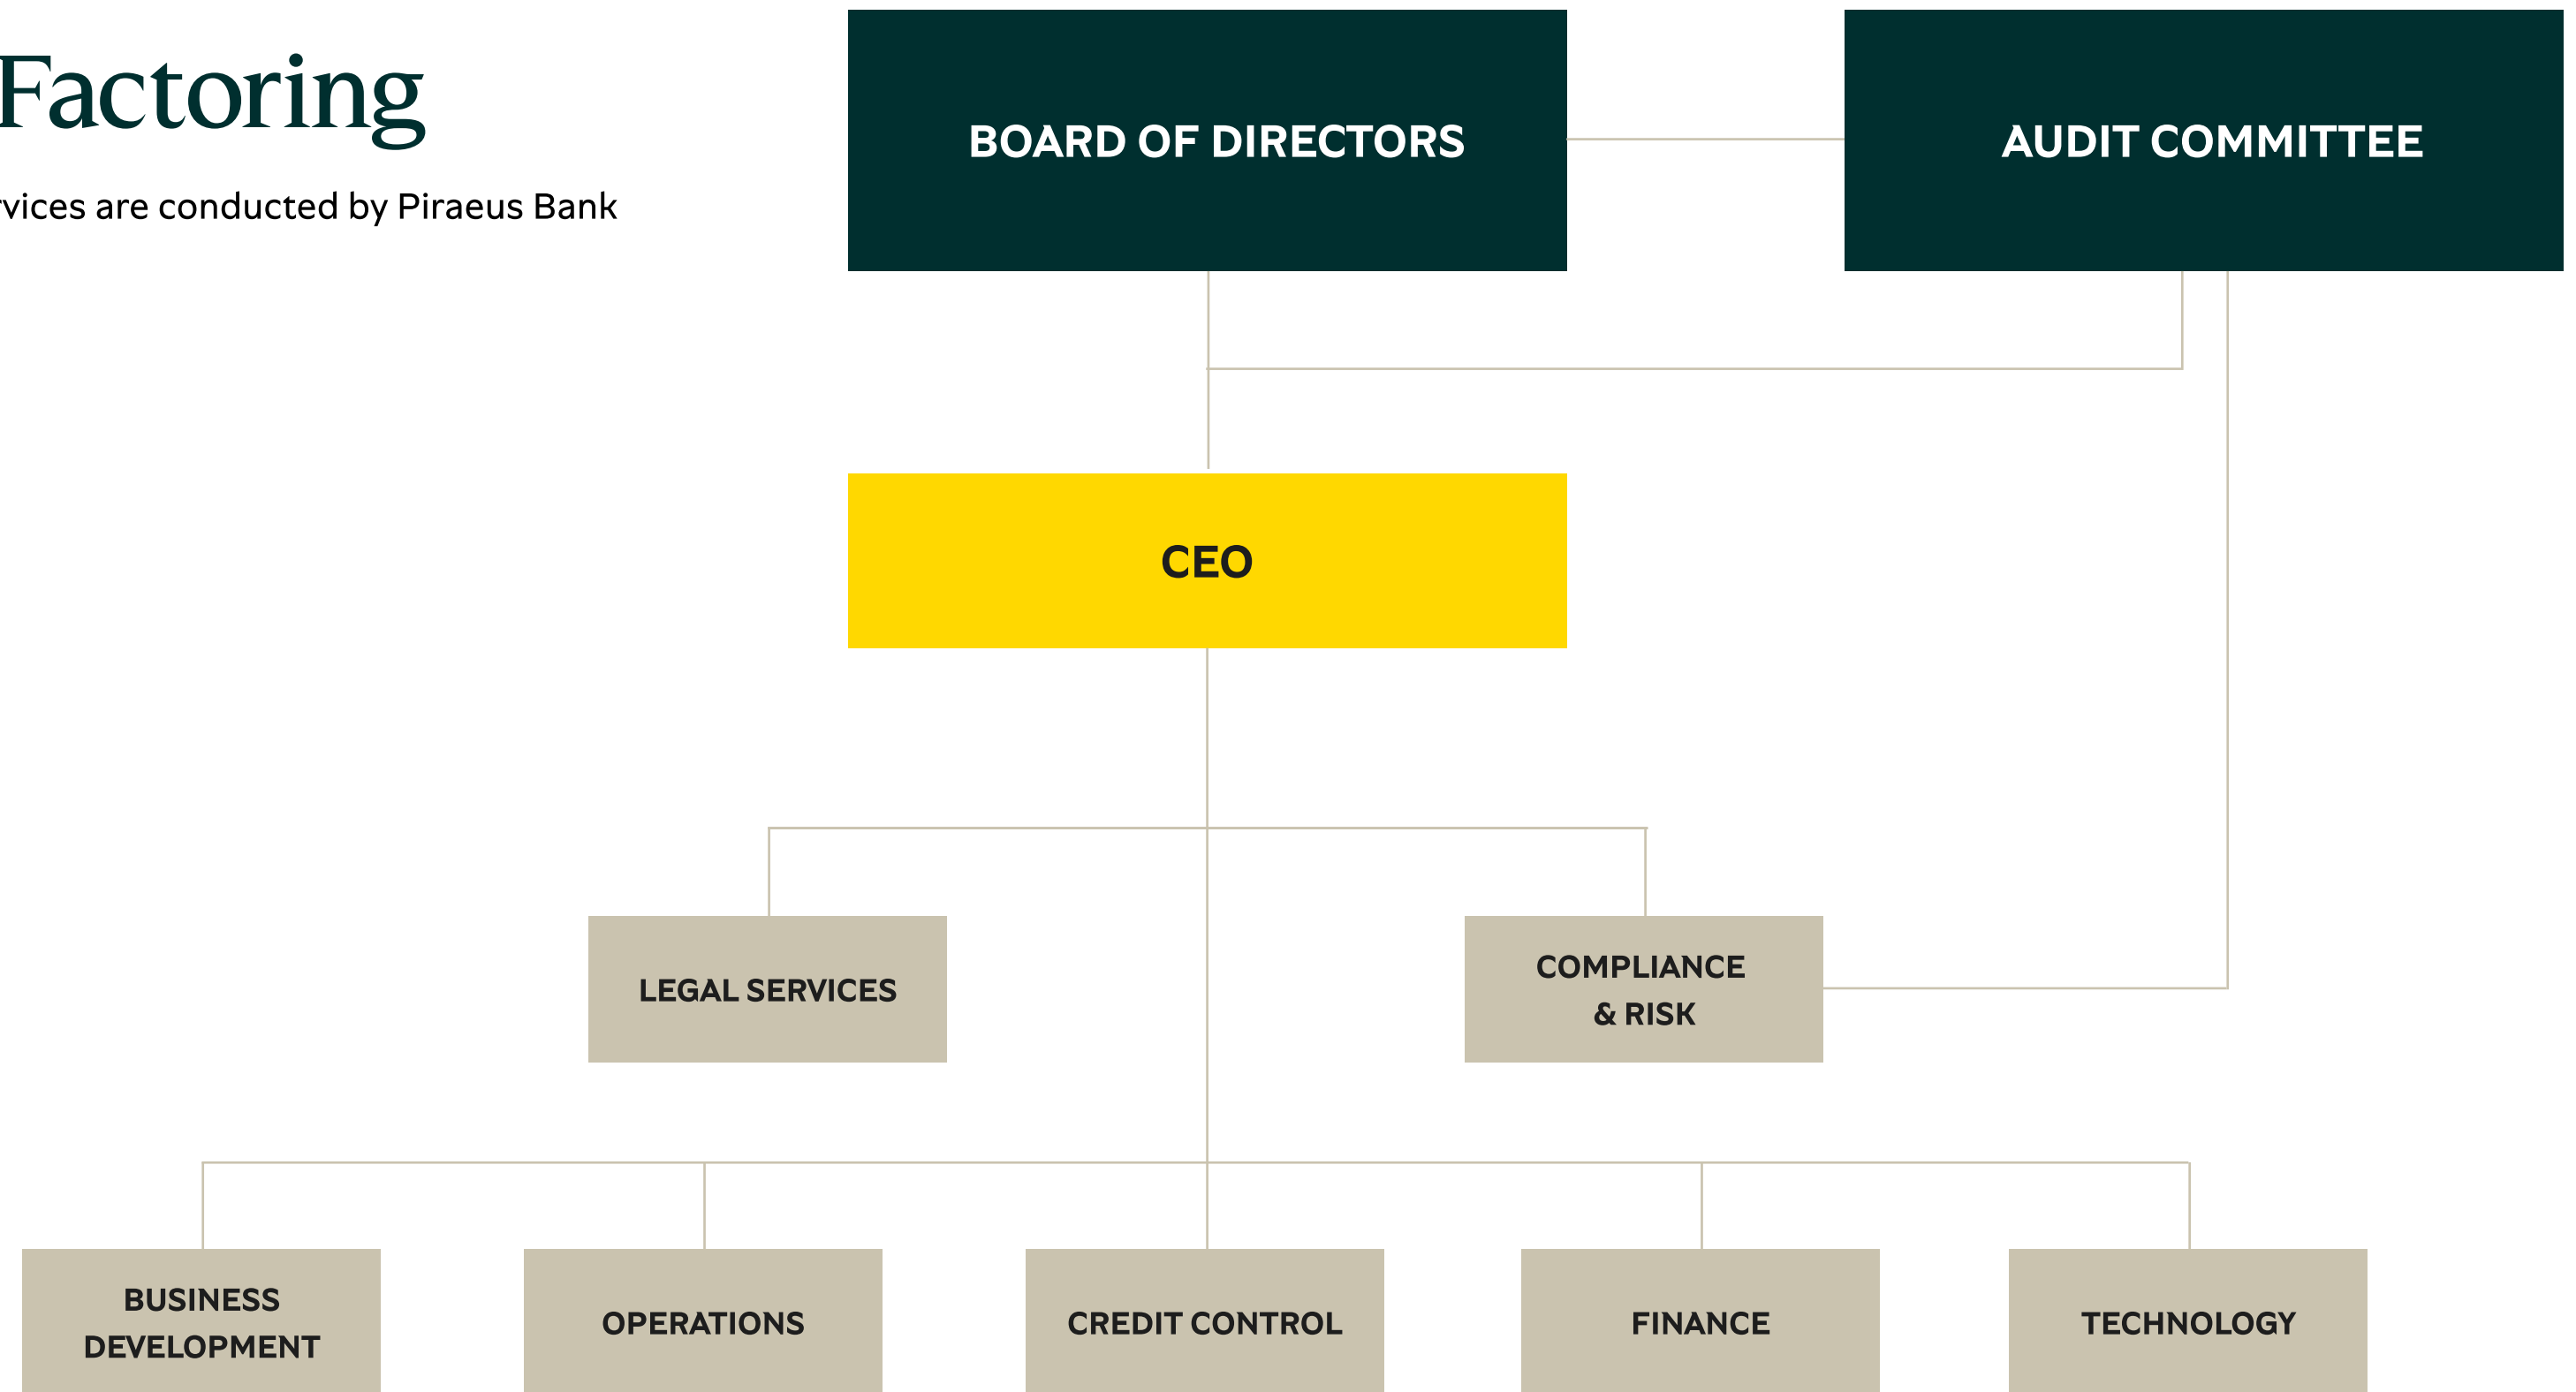 Factoring
services are conducted by Piraeus Bank
BOARD OF DIRECTORS
AUDIT COMMITTEE
CEO
LEGAL SERVICES
COMPLIANCE
& RISK
BUSINESS
DEVELOPMENT
OPERATIONS
CREDIT CONTROL
FINANCE
TECHNOLOGY